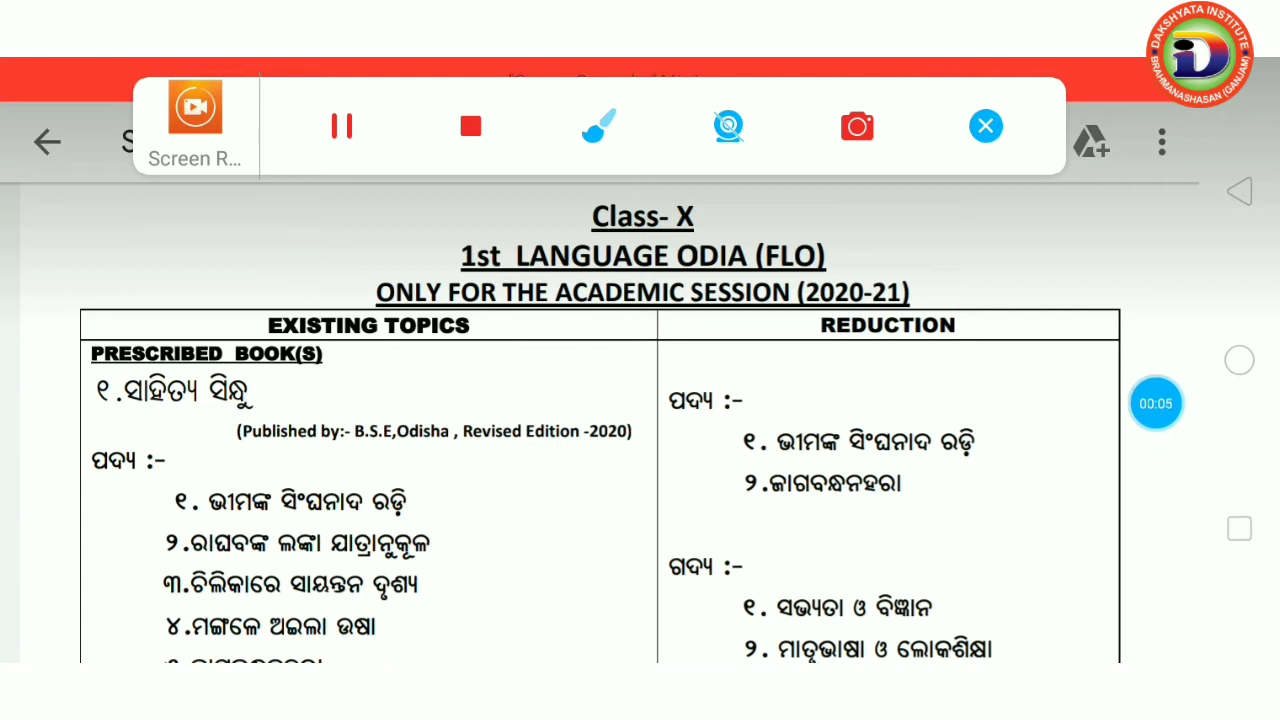 DAKSHYATA INSTITUTE
BRAHMANASHASAN (GANJAM)
Screen R...
S
Class- X
1st LANGUAGE ODIA (FLO)
ONLY FOR THE ACADEMIC SESSION (2020-21)
EXISTING TOPICS
PRESCRIBED BOOK(S)
୧.ସାହିତ୍ୟ ସିନ୍ଧୁ
(Published by:- B.S.E,Odisha , Revised Edition -2020)
ପଦ୍ୟ :-
୧. ଭୀମଙ୍କ ସିଂଘନାଦ ରଡ଼ି
୨.ରାଘବଙ୍କ ଲଙ୍କା ଯାତ୍ରାନୁକୂଳ
୩.ଚିଲିକାରେ ସାୟନ୍ତନ ଦୃଶ୍ୟ
୪.ମଙ୍ଗଳେ ଅଇଲା ଉଷା
REDUCTION
ପଦ୍ୟ :-
୧. ଭୀମଙ୍କ ସିଂଘନାଦ ରଡ଼ି
୨.ଜାଗବନ୍ଧନହରା
ଗଦ୍ୟ :-
୧. ସଭ୍ୟତା ଓ ବିଜ୍ଞାନ
୨. ମାତୃଭାଷା ଓ ଲୋକଶିକ୍ଷା
00:05